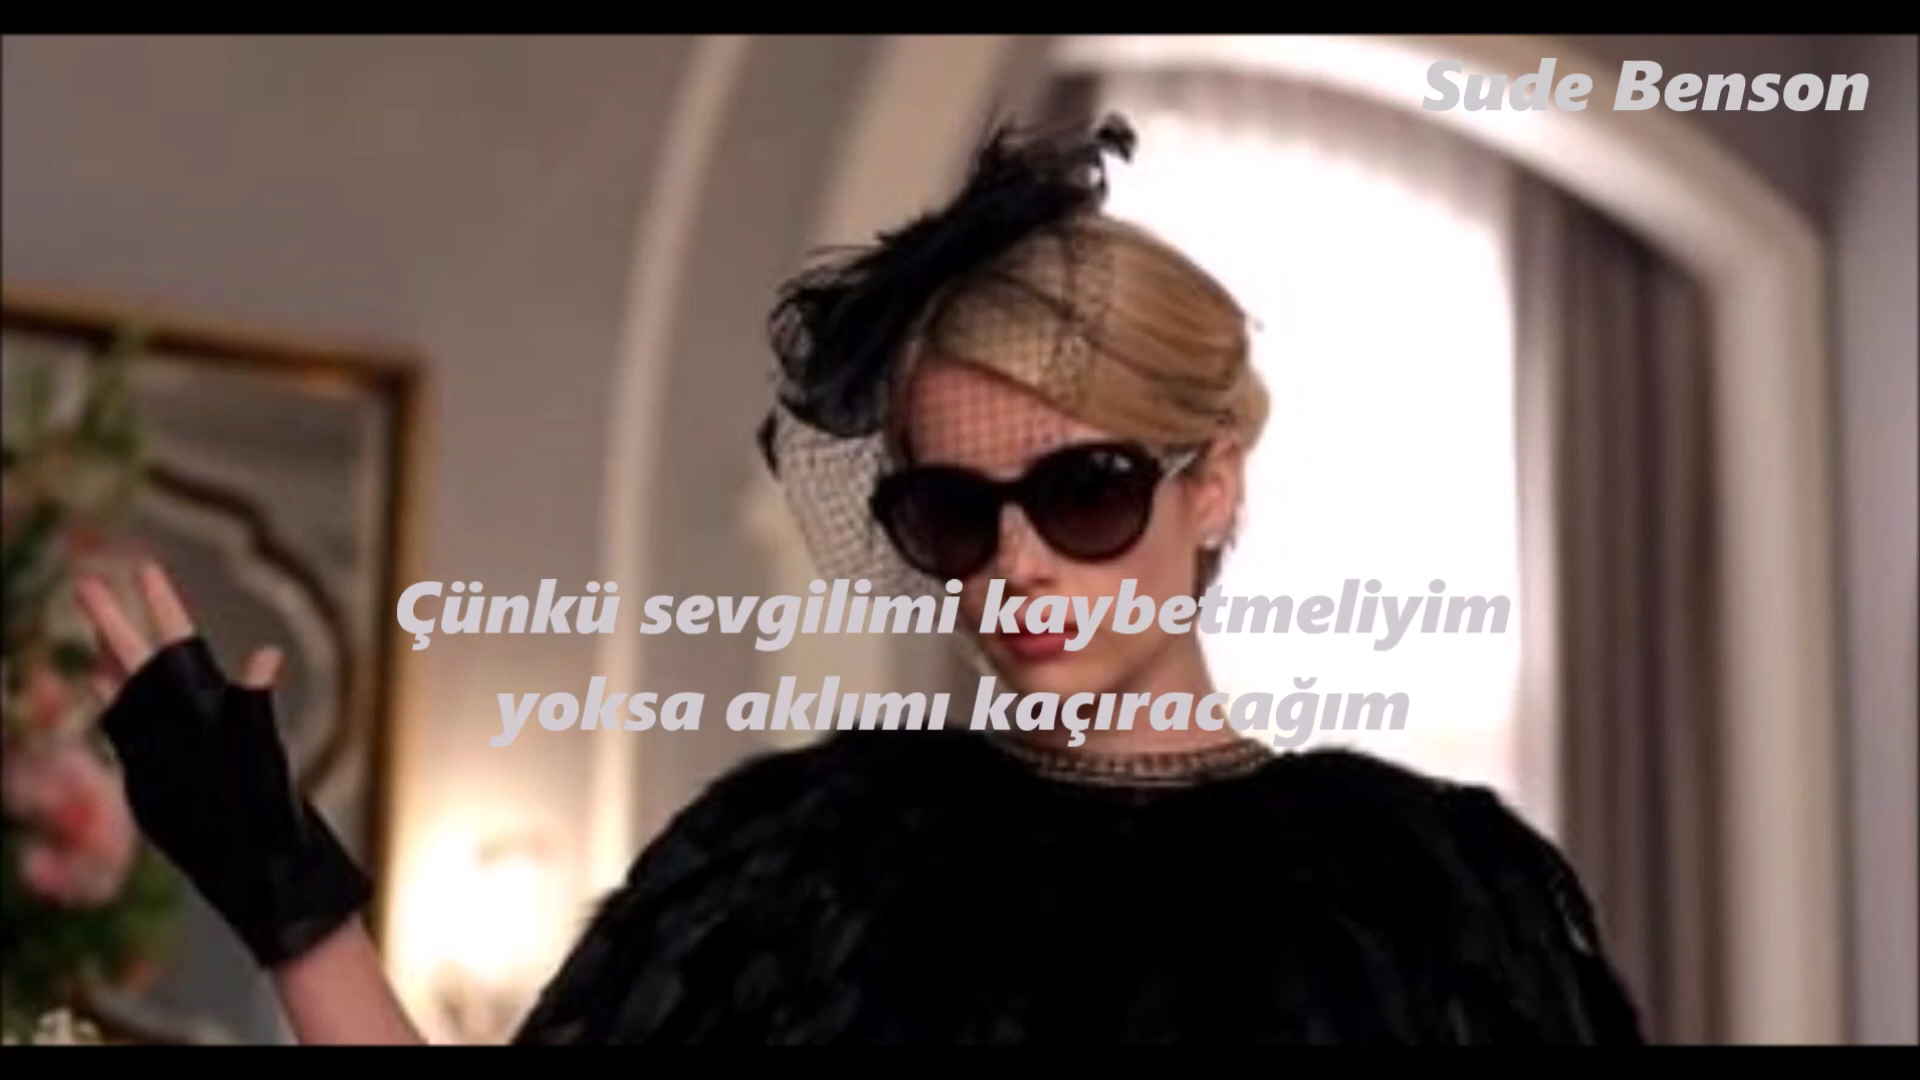 Sude Benson
Çünkü sevgilimi kaybetmeliyim
yoksa aklımı kaçıracağım